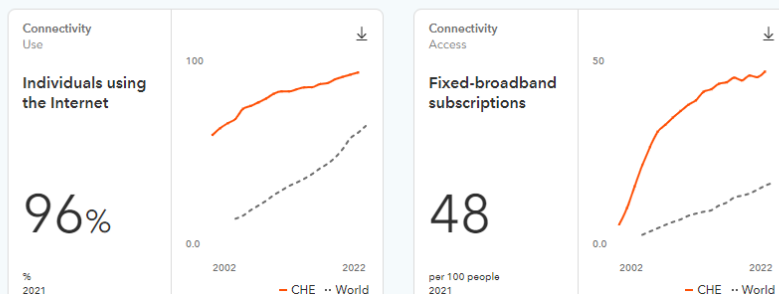 Connectivity
Use
Individuals using
the Internet
96%
%
2021
100
0.0
2002 2022
CHE World
Connectivity
Access
Fixed-broadband
subscriptions
48
per 100 people
2021
50
0.0
2002 2022
CHE World